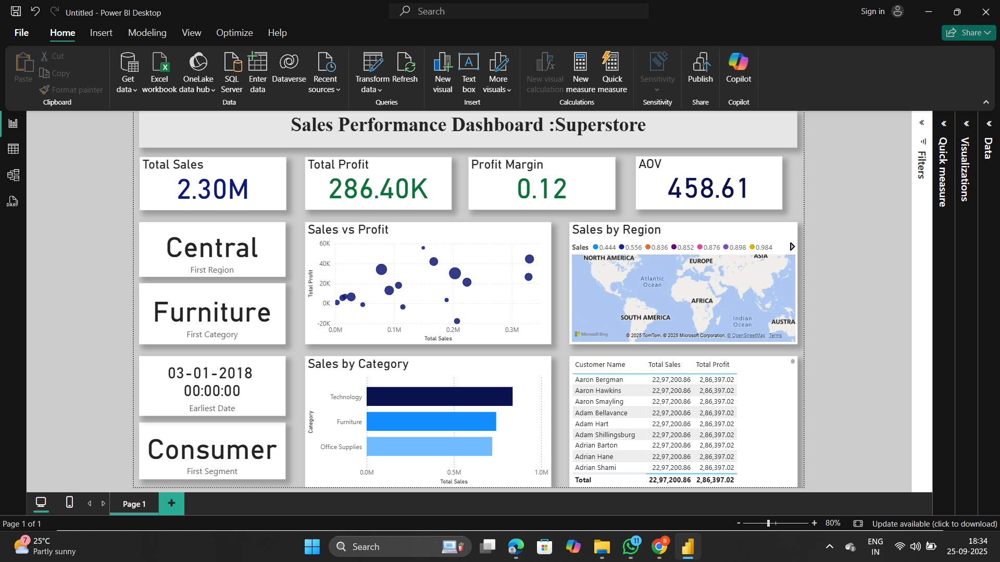 Untitled - Power BI Desktop
Search
Sign in
File
Home
Insert
Modeling
View
Optimize
Help
Share
Paste
Cut
Copy
Format painter
Clipboard
Get data
Excel workbook
OneLake data hub
SQL Server
Enter data
Dataverse
Recent sources
Data
Transform data
Refresh
Queries
New visual
Text box
More visuals
Insert
New visual calculation
New measure
Quick measure
Calculations
Sensitivity
Sensitivity
Publish
Share
Copilot
Copilot
DAX
Sales Performance Dashboard :Superstore
Total Sales
2.30M
Total Profit
286.40K
Profit Margin
0.12
AOV
458.61
Central
First Region
Furniture
First Category
03-01-2018
00:00:00
Earliest Date
Consumer
First Segment
Sales vs Profit
60K
40K
20K
0K
-20K
Total Profit
0.0M 0.1M 0.2M 0.3M
Total Sales
Sales by Region
Sales 0.444 0.556 0.836 0.852 0.876 0.898 0.984
NORTH AMERICA
EUROPE
ASIA
Atlantic
Ocean
AFRICA
SOUTH AMERICA
Indian
Ocean
AUSTRA
Microsoft Bing
© 2025 TomTom, © 2025 Microsoft Corporation, © OpenStreetMap Terms
Sales by Category
Category
Technology
Furniture
Office Supplies
0.0M 0.5M 1.0M
Total Sales
Customer Name Total Sales Total Profit
Aaron Bergman 22,97,200.86 2,86,397.02
Aaron Hawkins 22,97,200.86 2,86,397.02
Aaron Smayling 22,97,200.86 2,86,397.02
Adam Bellavance 22,97,200.86 2,86,397.02
Adam Hart 22,97,200.86 2,86,397.02
Adam Shillingsburg 22,97,200.86 2,86,397.02
Adrian Barton 22,97,200.86 2,86,397.02
Adrian Hane 22,97,200.86 2,86,397.02
Adrian Shami 22,97,200.86 2,86,397.02
Total 22,97,200.86 2,86,397.02
Filters
Quick measure
Visualizations
Data
Page 1
Page 1 of 1
- + 80%
Update available (click to download)
7
25°C
Partly sunny
Search
11
B
ENG
IN
18:34
25-09-2025